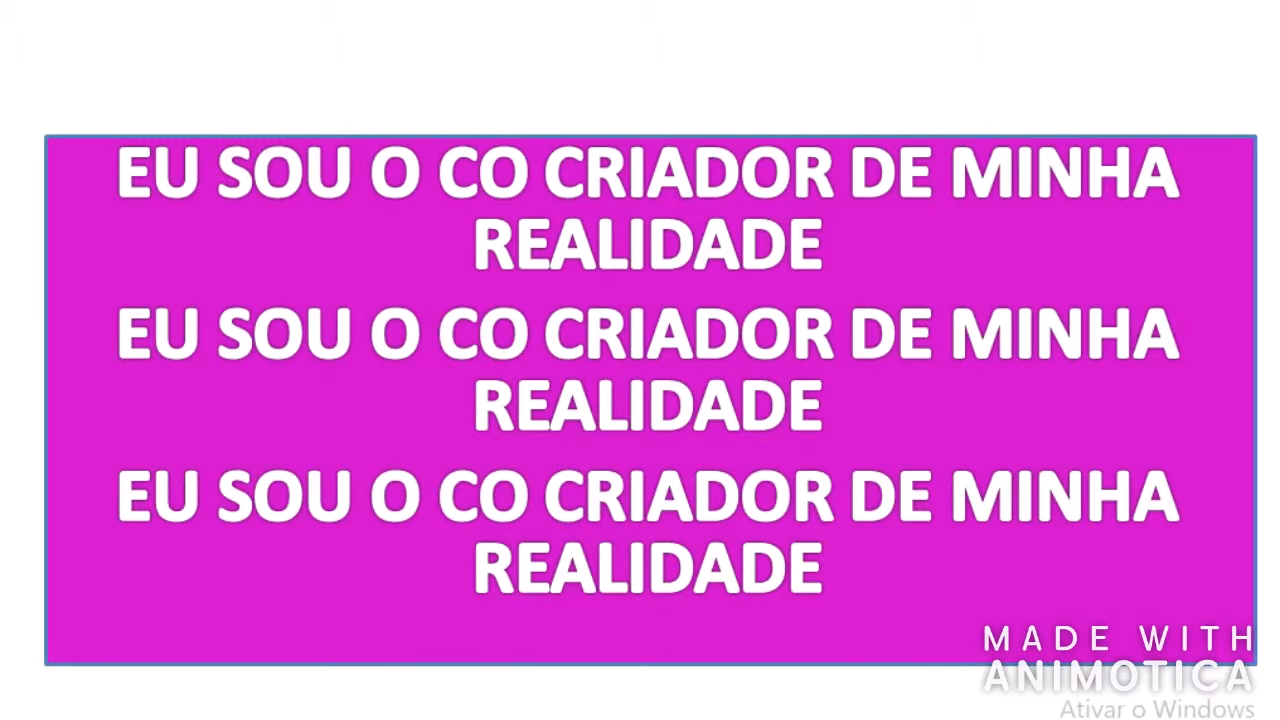 EU SOU O CO CRIADOR DE MINHA
REALIDADE
EU SOU O CO CRIADOR DE MINHA
REALIDADE
EU SOU O CO CRIADOR DE MINHA
REALIDADE
MADE WITH
ANIMOTICA
Ativar o Windows